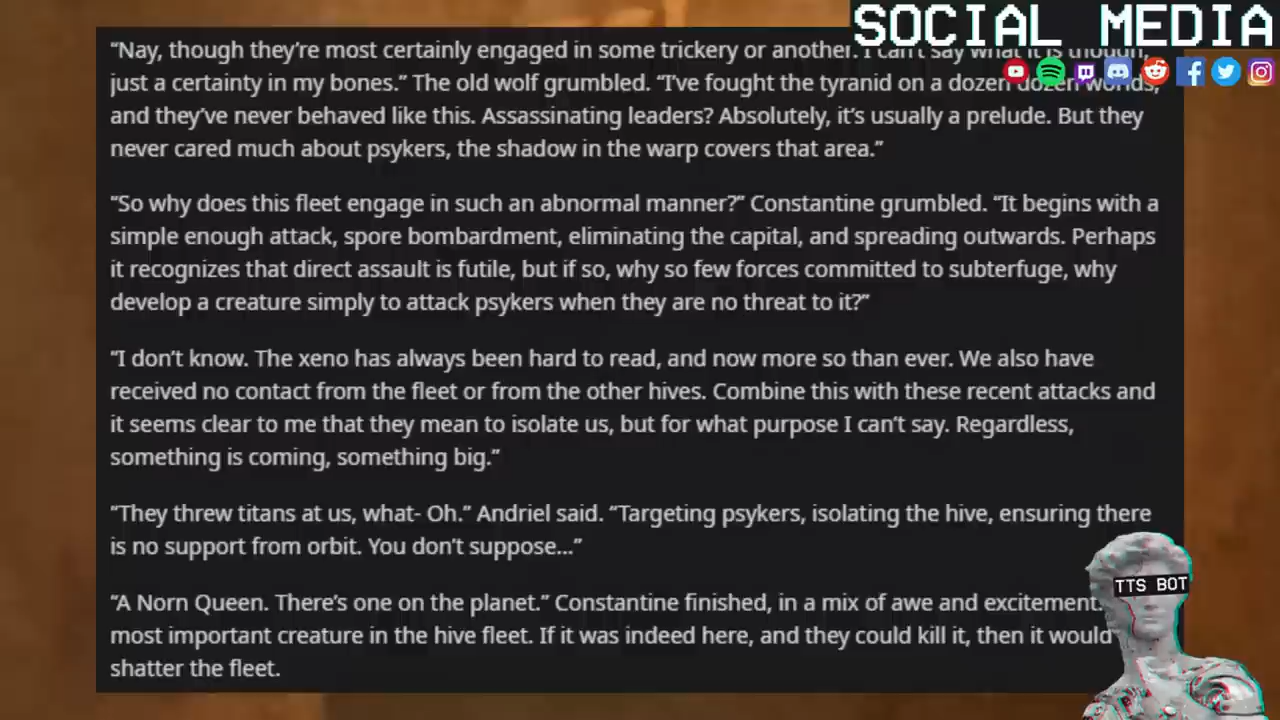 SOCIAL MEDIA
“Nay, though they’re most certainly engaged in some trickery or another. I can’t say what it is though,
just a certainty in my bones.” The old wolf grumbled. “I’ve fought the tyranid on a dozen dozen worlds,
and they’ve never behaved like this. Assassinating leaders? Absolutely, it’s usually a prelude. But they
never cared much about psykers, the shadow in the warp covers that area.”
“So why does this fleet engage in such an abnormal manner?” Constantine grumbled. “It begins with a
simple enough attack, spore bombardment, eliminating the capital, and spreading outwards. Perhaps
it recognizes that direct assault is futile, but if so, why so few forces committed to subterfuge, why
develop a creature simply to attack psykers when they are no threat to it?”
“I don’t know. The xeno has always been hard to read, and now more so than ever. We also have
received no contact from the fleet or from the other hives. Combine this with these recent attacks and
it seems clear to me that they mean to isolate us, but for what purpose I can’t say. Regardless,
something is coming, something big.”
“They threw titans at us, what- Oh.” Andriel said. “Targeting psykers, isolating the hive, ensuring there
is no support from orbit. You don’t suppose…”
“A Norn Queen. There’s one on the planet.” Constantine finished, in a mix of awe and excitement.
most important creature in the hive fleet. If it was indeed here, and they could kill it, then it would
shatter the fleet.
TTS BOT